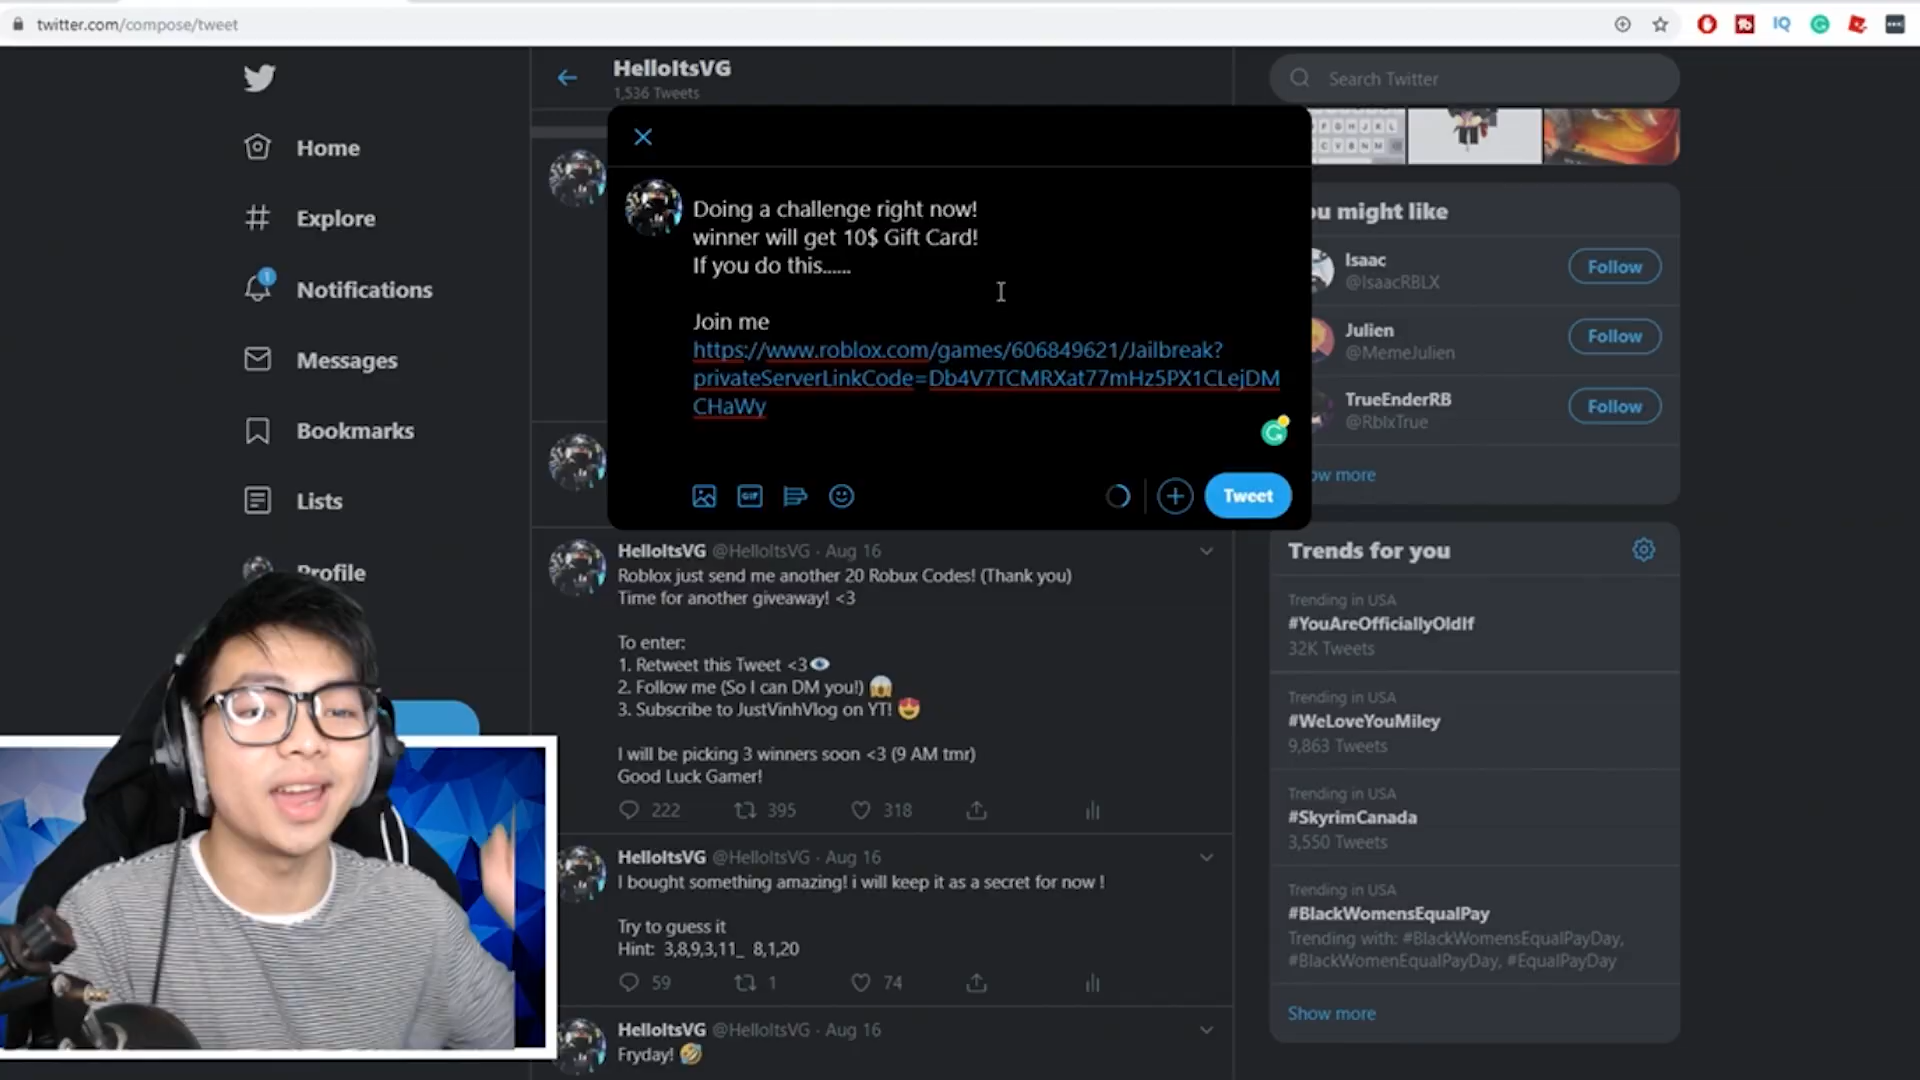 twitter.com/compose/tweet
HelloItsVG
1,536 Tweets
Search Twitter
Home
Explore
1
Notifications
Messages
Bookmarks
Lists
Profile
Doing a challenge right now!
winner will get 10$ Gift Card!
If you do this......
Join me
https://www.roblox.com/games/606849621/Jailbreak?
privateServerLinkCode=Db4V7TCMRXat77mHz5PX1CLejDM
CHaWy
GIF
Tweet
HelloItsVG @HelloItsVG · Aug 16
Roblox just send me another 20 Robux Codes! (Thank you)
Time for another giveaway! <3
To enter:
1. Retweet this Tweet <3👁
2. Follow me (So I can DM you!) 😱
3. Subscribe to JustVinhVlog on YT! 😍
I will be picking 3 winners soon <3 (9 AM tmr)
Good Luck Gamer!
222 395 318
HelloItsVG @HelloItsVG · Aug 16
I bought something amazing! i will keep it as a secret for now !
Try to guess it
Hint: 3,8,9,3,11_ 8,1,20
59 1 74
HelloItsVG @HelloItsVG · Aug 16
Fryday! 🤣
ou might like
Isaac
@IsaacRBLX
Follow
Julien
@MemeJulien
Follow
TrueEnderRB
@RblxTrue
Follow
ow more
Trends for you
Trending in USA
#YouAreOfficiallyOldIf
32K Tweets
Trending in USA
#WeLoveYouMiley
9,863 Tweets
Trending in USA
#SkyrimCanada
3,550 Tweets
Trending in USA
#BlackWomensEqualPay
Trending with: #BlackWomensEqualPayDay,
#BlackWomenEqualPayDay, #EqualPayDay
Show more